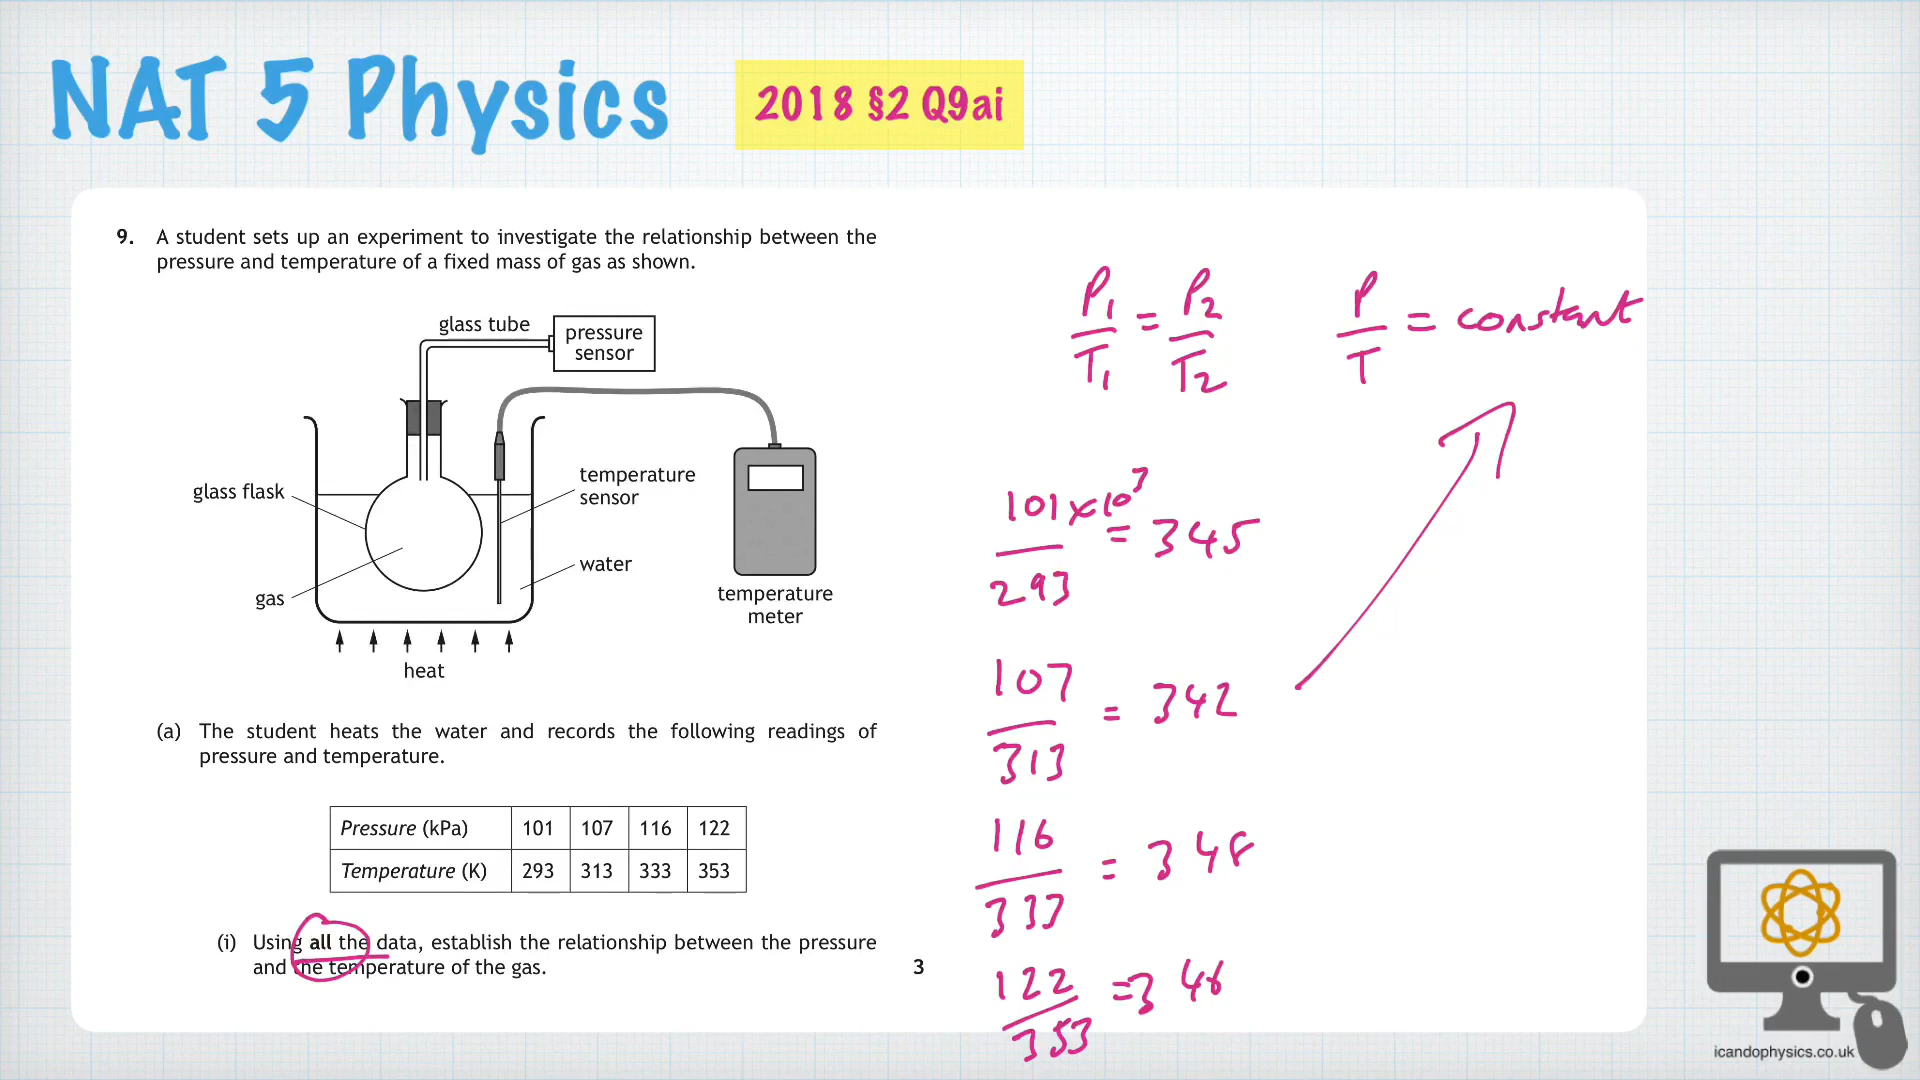 NAT 5 Physics
2018 §2 Q9ai
9. A student sets up an experiment to investigate the relationship between the
pressure and temperature of a fixed mass of gas as shown.
glass tube
pressure
sensor
glass flask
temperature
sensor
water
gas
temperature
meter
heat
(a) The student heats the water and records the following readings of
pressure and temperature.
Pressure (kPa) 101 107 116 122
Temperature (K) 293 313 333 353
(i) Using all the data, establish the relationship between the pressure
and the temperature of the gas.
3
P1/T1 = P2/T2
P/T = constant
101 x 10³/293 = 345
107/313 = 342
116/333 = 348
122/353 = 346
icandophysics.co.uk